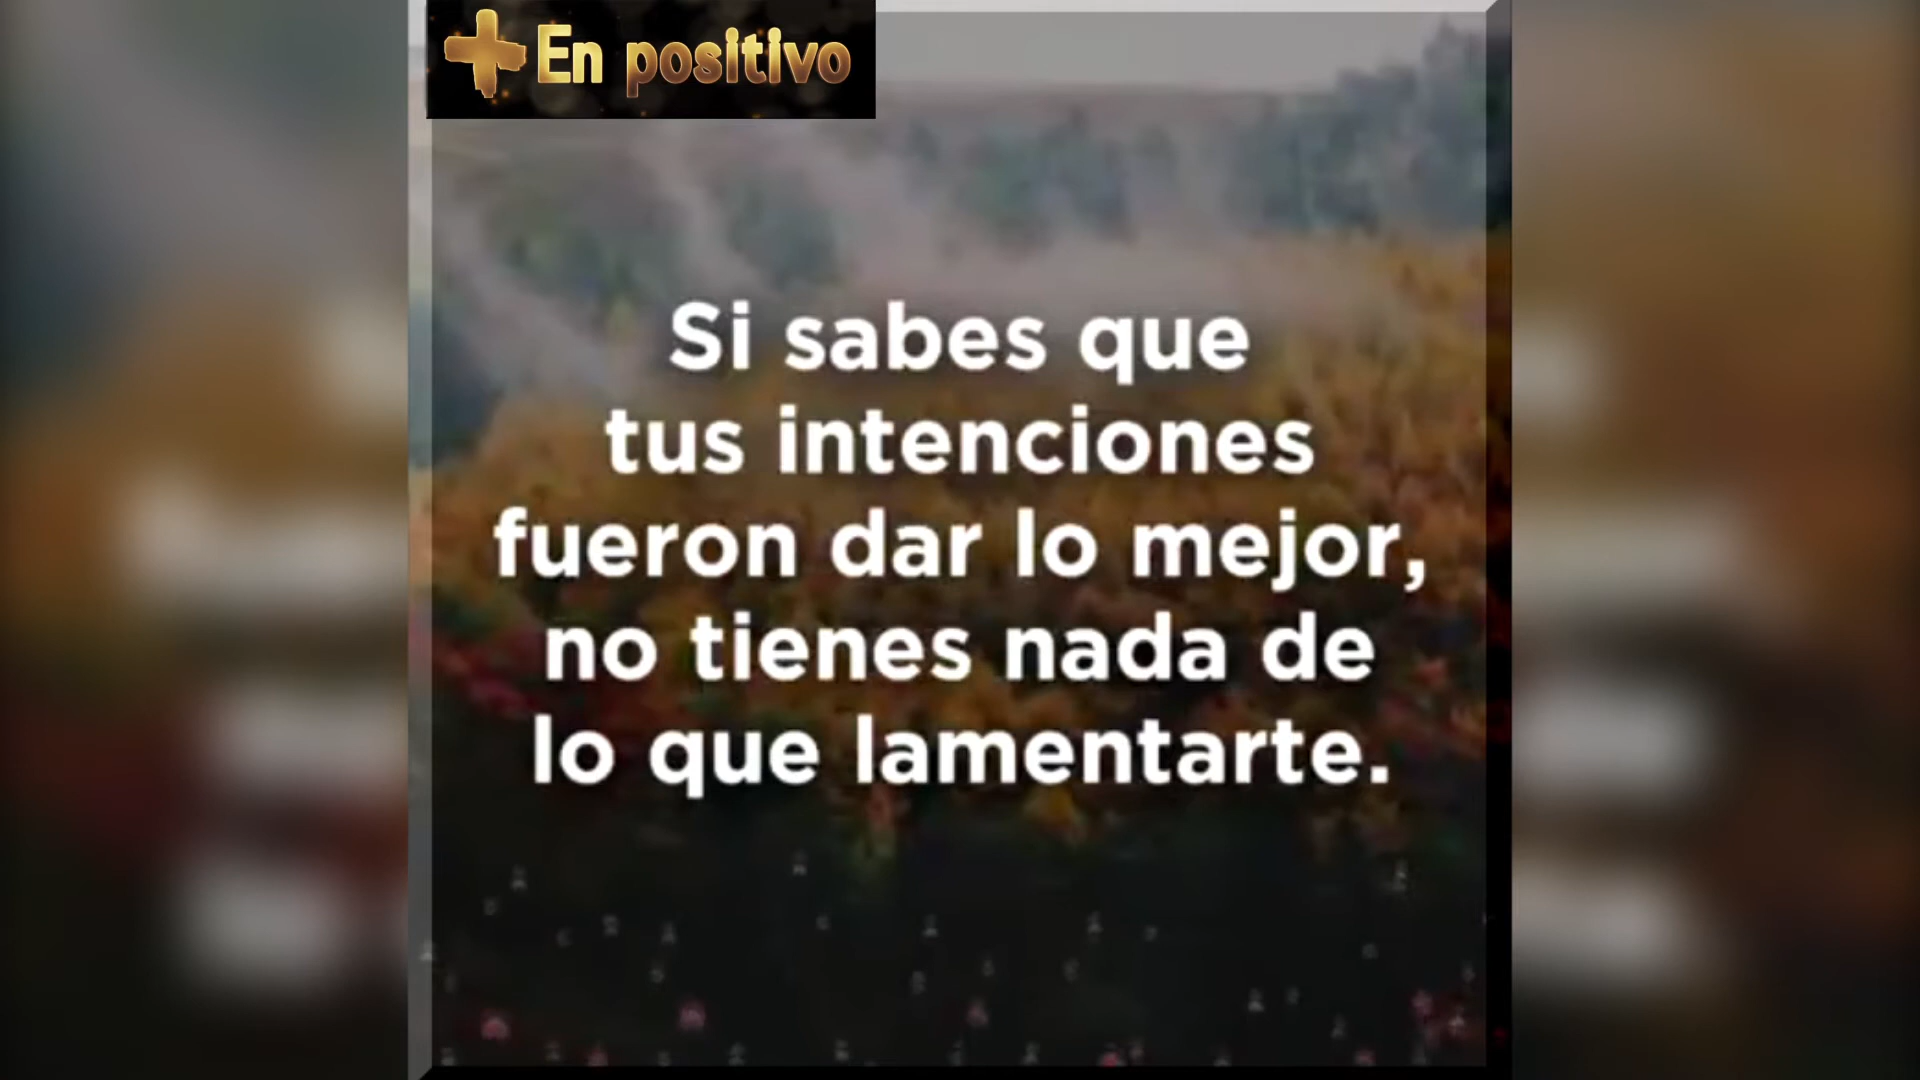 + En positivo
Si sabes que
tus intenciones
fueron dar lo mejor,
no tienes nada de
lo que lamentarte.